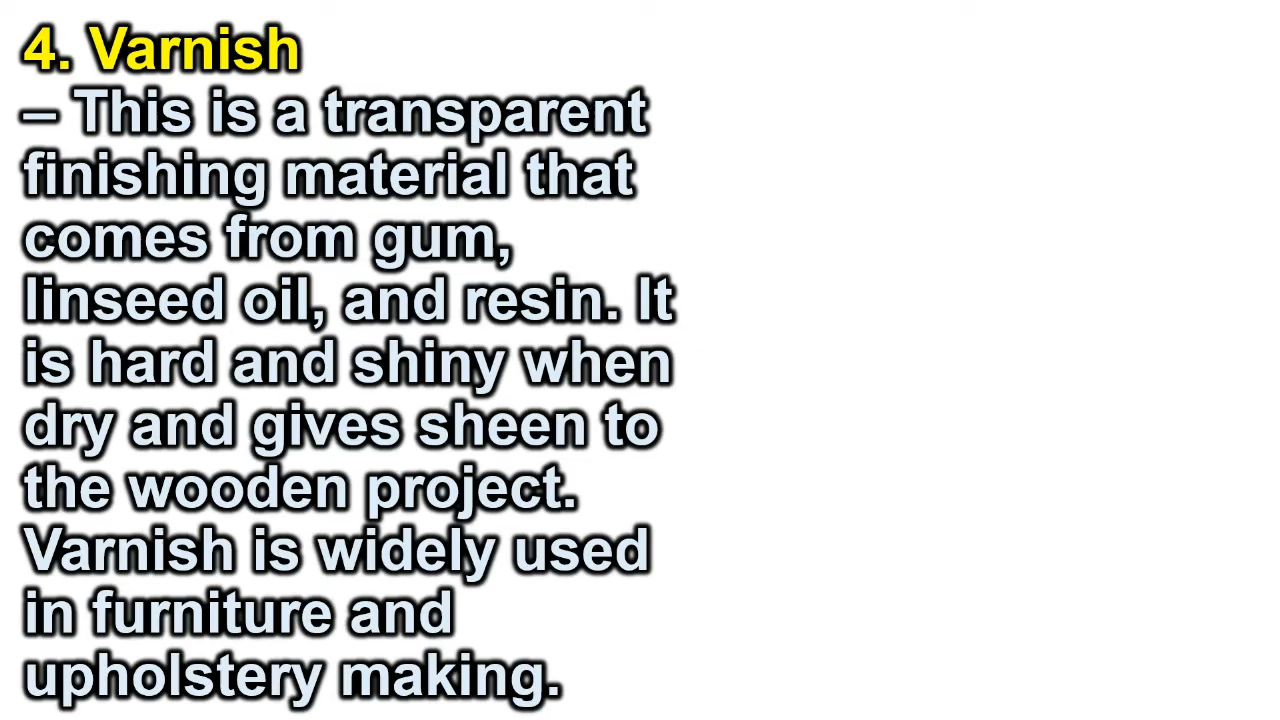 4. Varnish
– This is a transparent
finishing material that
comes from gum,
linseed oil, and resin. It
is hard and shiny when
dry and gives sheen to
the wooden project.
Varnish is widely used
in furniture and
upholstery making.